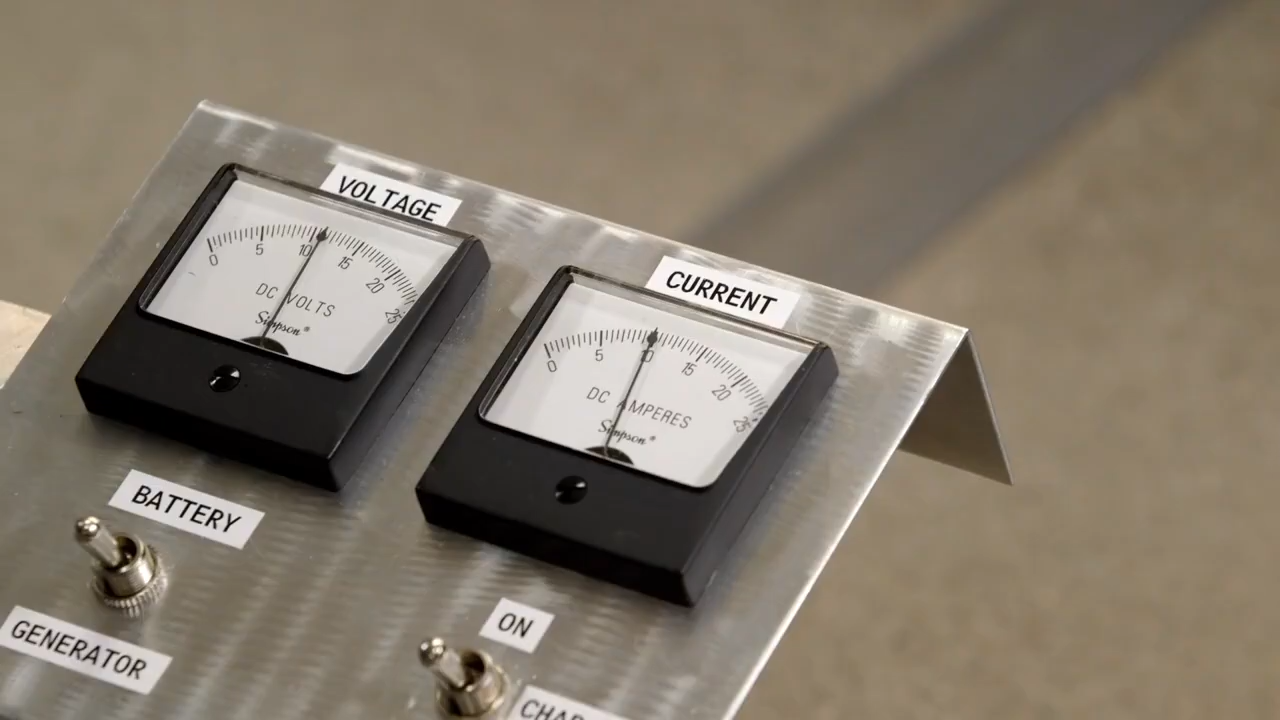 VOLTAGE
0 5 10 15 20 25
DC VOLTS
Simpson®
CURRENT
0 5 10 15 20 25
DC AMPERES
Simpson®
BATTERY
GENERATOR
ON